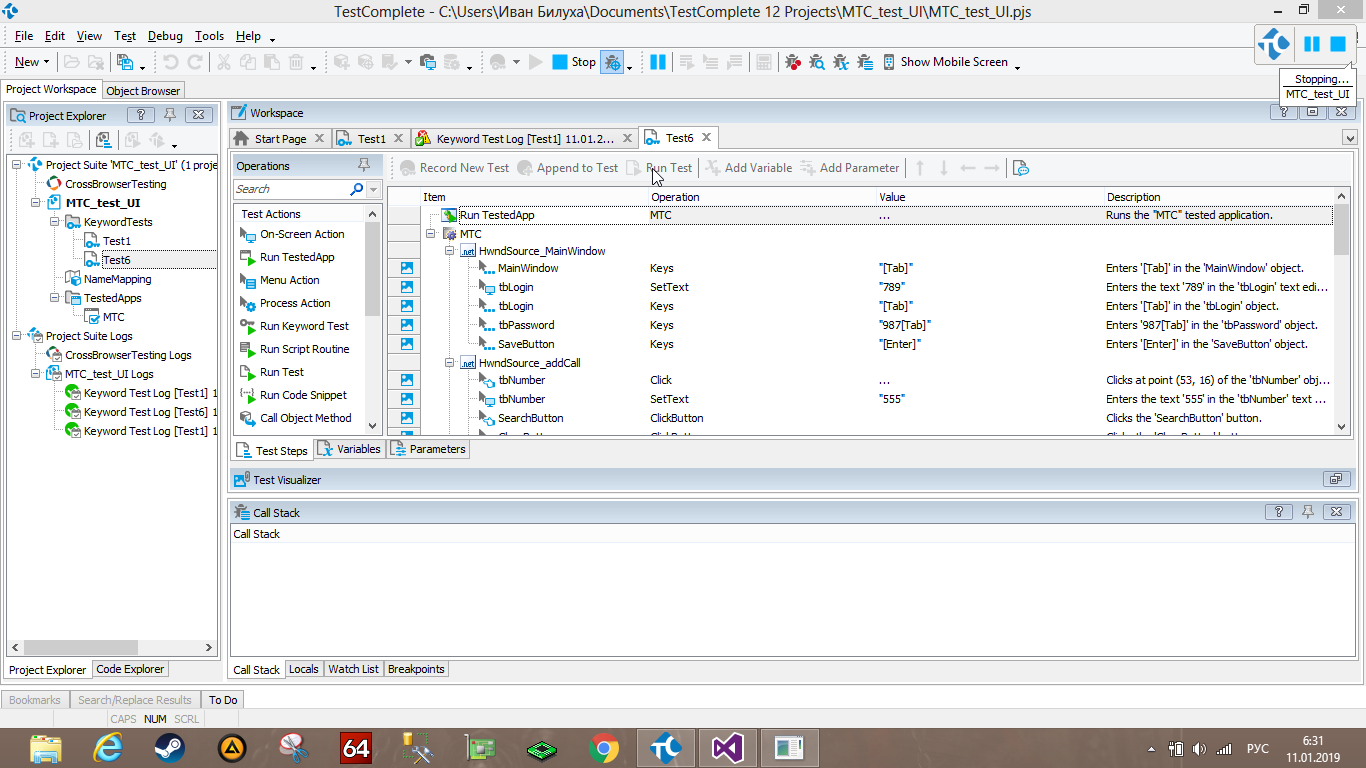 TestComplete - C:\Users\Иван Билуха\Documents\TestComplete 12 Projects\MTC_test_UI\MTC_test_UI.pjs
File Edit View Test Debug Tools Help
New Stop Show Mobile Screen
Stopping...
MTC_test_UI
Project Workspace Object Browser
Project Explorer
Project Suite 'MTC_test_UI' (1 proje
CrossBrowserTesting
MTC_test_UI
KeywordTests
Test1
Test6
NameMapping
TestedApps
MTC
Project Suite Logs
CrossBrowserTesting Logs
MTC_test_UI Logs
Keyword Test Log [Test1] 1
Keyword Test Log [Test6] 1
Keyword Test Log [Test1] 1
Project Explorer Code Explorer
Workspace
Start Page Test1 Keyword Test Log [Test1] 11.01.2... Test6
Operations
Search
Test Actions
On-Screen Action
Run TestedApp
Menu Action
Process Action
Run Keyword Test
Run Script Routine
Run Test
Run Code Snippet
Call Object Method
Record New Test Append to Test Run Test Add Variable Add Parameter
Item Operation Value Description
Run TestedApp MTC ... Runs the "MTC" tested application.
MTC
HwndSource_MainWindow
MainWindow Keys "[Tab]" Enters '[Tab]' in the 'MainWindow' object.
tbLogin SetText "789" Enters the text '789' in the 'tbLogin' text edi...
tbLogin Keys "[Tab]" Enters '[Tab]' in the 'tbLogin' object.
tbPassword Keys "987[Tab]" Enters '987[Tab]' in the 'tbPassword' object.
SaveButton Keys "[Enter]" Enters '[Enter]' in the 'SaveButton' object.
HwndSource_addCall
tbNumber Click ... Clicks at point (53, 16) of the 'tbNumber' obj...
tbNumber SetText "555" Enters the text '555' in the 'tbNumber' text ...
SearchButton ClickButton Clicks the 'SearchButton' button.
Test Steps Variables Parameters
Test Visualizer
Call Stack
Call Stack
Call Stack Locals Watch List Breakpoints
Bookmarks Search/Replace Results To Do
CAPS NUM SCRL
64
РУС
6:31
11.01.2019